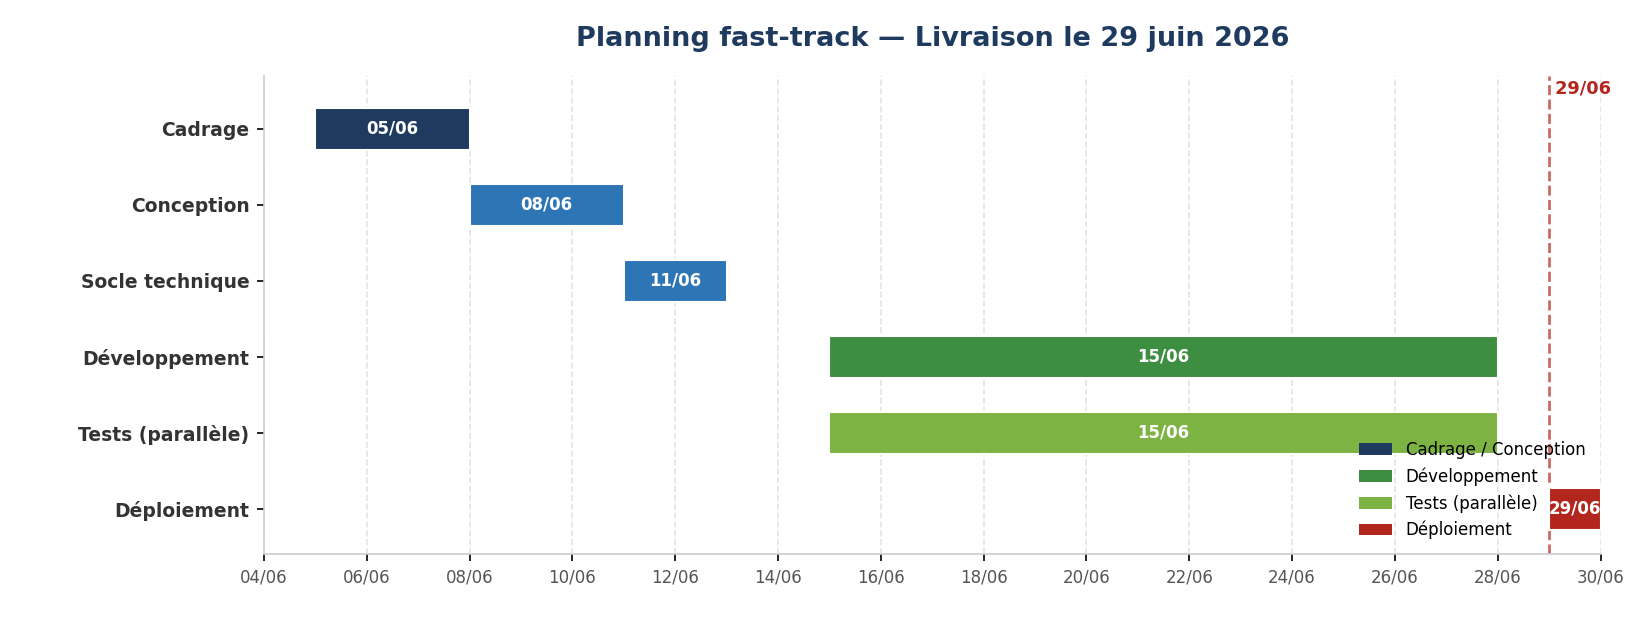 Planning fast-track — Livraison le 29 juin 2026
29/06
Cadrage
05/06
Conception
08/06
Socle technique
11/06
Développement
15/06
Tests (parallèle)
15/06
Cadrage / Conception
Développement
Tests (parallèle)
Déploiement
Déploiement
29/06
04/06 06/06 08/06 10/06 12/06 14/06 16/06 18/06 20/06 22/06 24/06 26/06 28/06 30/06